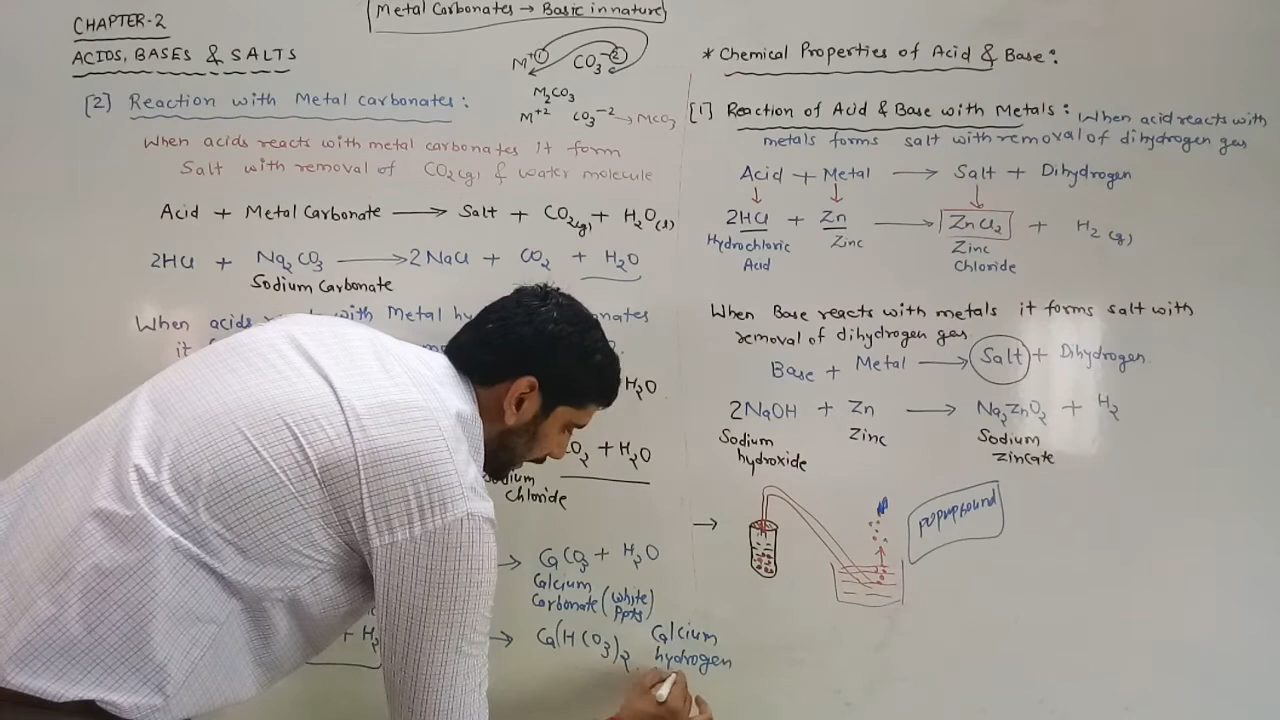 Metal Carbonates → Basic in nature
CHAPTER-2
ACIDS, BASES & SALTS
M+① CO3-②
M2CO3
M+2 CO3-2 → MCO3
[2] Reaction with Metal carbonates:
When acids reacts with metal carbonates it form
Salt with removal of CO2(g) & water molecule
Acid + Metal Carbonate → Salt + CO2(g) + H2O(l)
2HCl + Na2CO3 → 2NaCl + CO2 + H2O
Sodium Carbonate
When acids with Metal
it
H2O
+ H2O
Chloride
→ CaCO3 + H2O
Calcium
Carbonate (white
PPts)
+ H2
→ Ca(HCO3)2 Calcium
hydrogen
* Chemical Properties of Acid & Base:
[1] Reaction of Acid & Base with Metals: When acid reacts with
metals forms salt with removal of dihydrogen gas
Acid + Metal → Salt + Dihydrogen
2HCl + Zn → ZnCl2 + H2(g)
Hydrochloric Zinc Zinc
Acid Chloride
When Base reacts with metals it forms salt with
removal of dihydrogen gas
Base + Metal → Salt + Dihydrogen
2NaOH + Zn → Na2ZnO2 + H2
Sodium Zinc Sodium
hydroxide Zincate
→